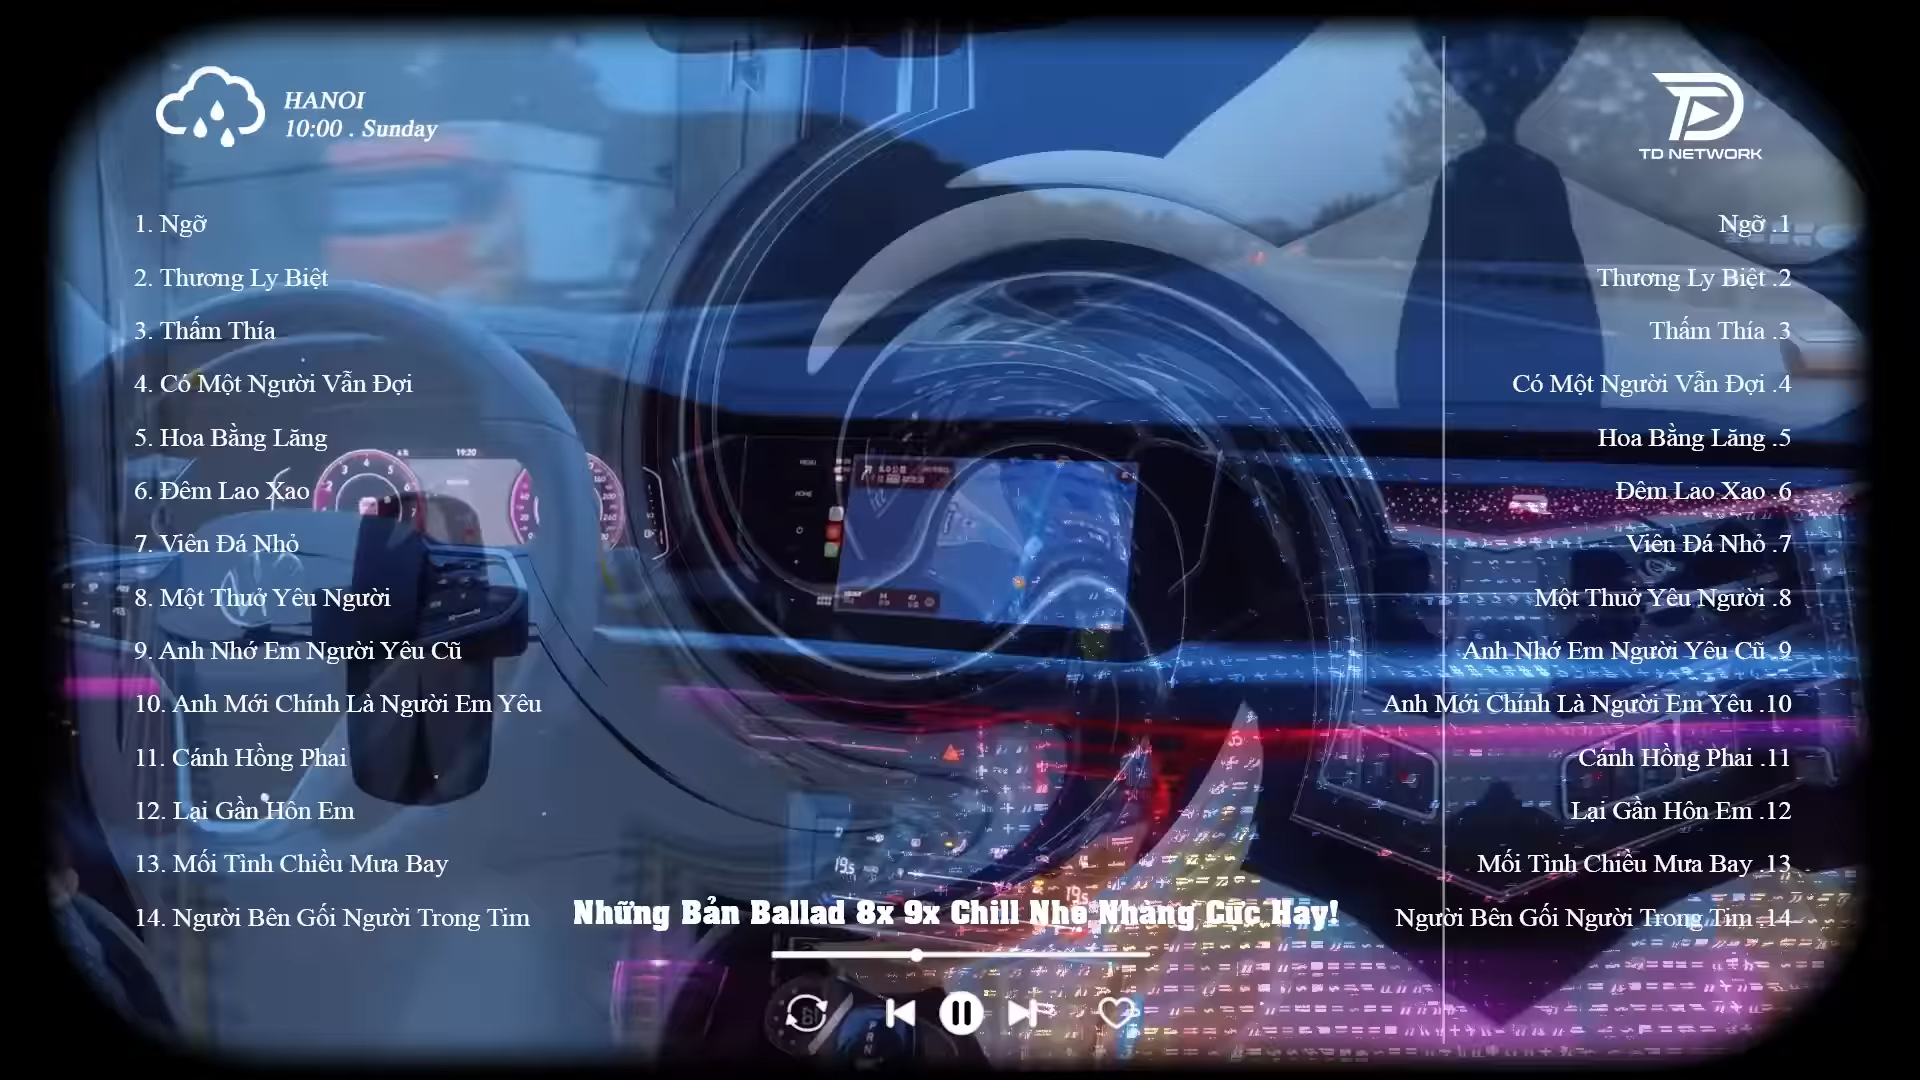 HANOI
10:00 . Sunday
TD NETWORK
1. Ngỡ
2. Thương Ly Biệt
3. Thấm Thía
4. Có Một Người Vẫn Đợi
5. Hoa Bằng Lăng
6. Đêm Lao Xao
7. Viên Đá Nhỏ
8. Một Thuở Yêu Người
9. Anh Nhớ Em Người Yêu Cũ
10. Anh Mới Chính Là Người Em Yêu
11. Cánh Hồng Phai
12. Lại Gần Hôn Em
13. Mối Tình Chiều Mưa Bay
14. Người Bên Gối Người Trong Tim
Ngỡ .1
Thương Ly Biệt .2
Thấm Thía .3
Có Một Người Vẫn Đợi .4
Hoa Bằng Lăng .5
Đêm Lao Xao .6
Viên Đá Nhỏ .7
Một Thuở Yêu Người .8
Anh Nhớ Em Người Yêu Cũ .9
Anh Mới Chính Là Người Em Yêu .10
Cánh Hồng Phai .11
Lại Gần Hôn Em .12
Mối Tình Chiều Mưa Bay .13
Người Bên Gối Người Trong Tim .14
19:20
MENU
HOME
19.5
19.5
Những Bản Ballad 8x 9x Chill Nhẹ Nhàng Cực Hay!